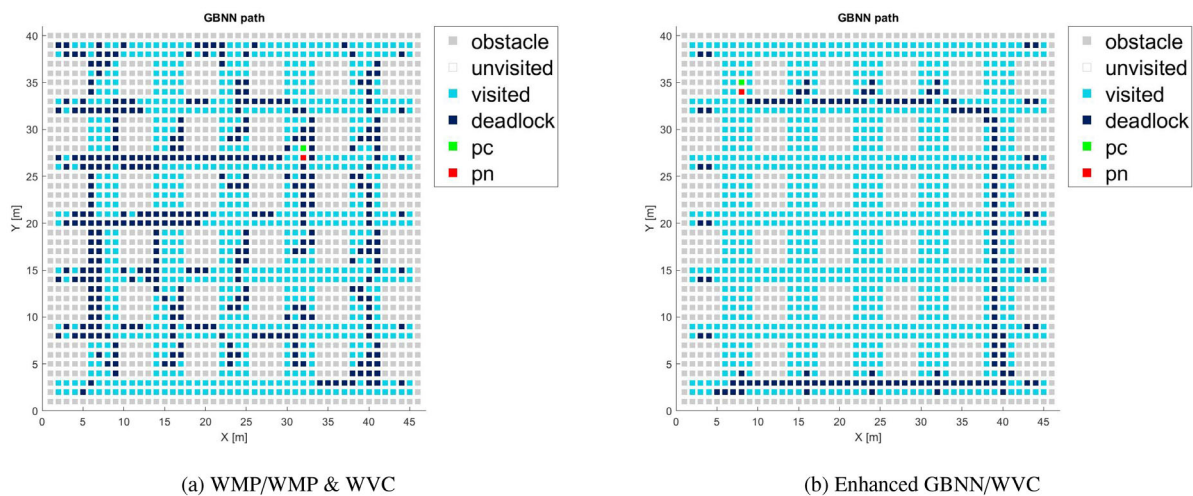 GBNN path
40
35
30
25
20
15
10
5
0
Y [m]
0 5 10 15 20 25 30 35 40 45
X [m]
obstacle
unvisited
visited
deadlock
pc
pn
(a) WMP/WMP & WVC
GBNN path
40
35
30
25
20
15
10
5
0
Y [m]
0 5 10 15 20 25 30 35 40 45
X [m]
obstacle
unvisited
visited
deadlock
pc
pn
(b) Enhanced GBNN/WVC